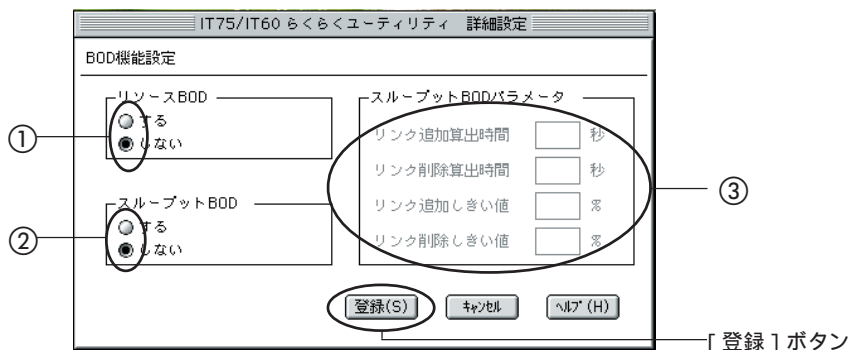 IT75/IT60 らくらくユーティリティ 詳細設定
BOD機能設定
リソースBOD
する
しない
①
スループットBOD
する
しない
②
スループットBODパラメータ
リンク追加算出時間 秒
リンク削除算出時間 秒
リンク追加しきい値 %
リンク削除しきい値 %
③
登録(S) キャンセル ヘルプ(H)
[ 登録 ] ボタン